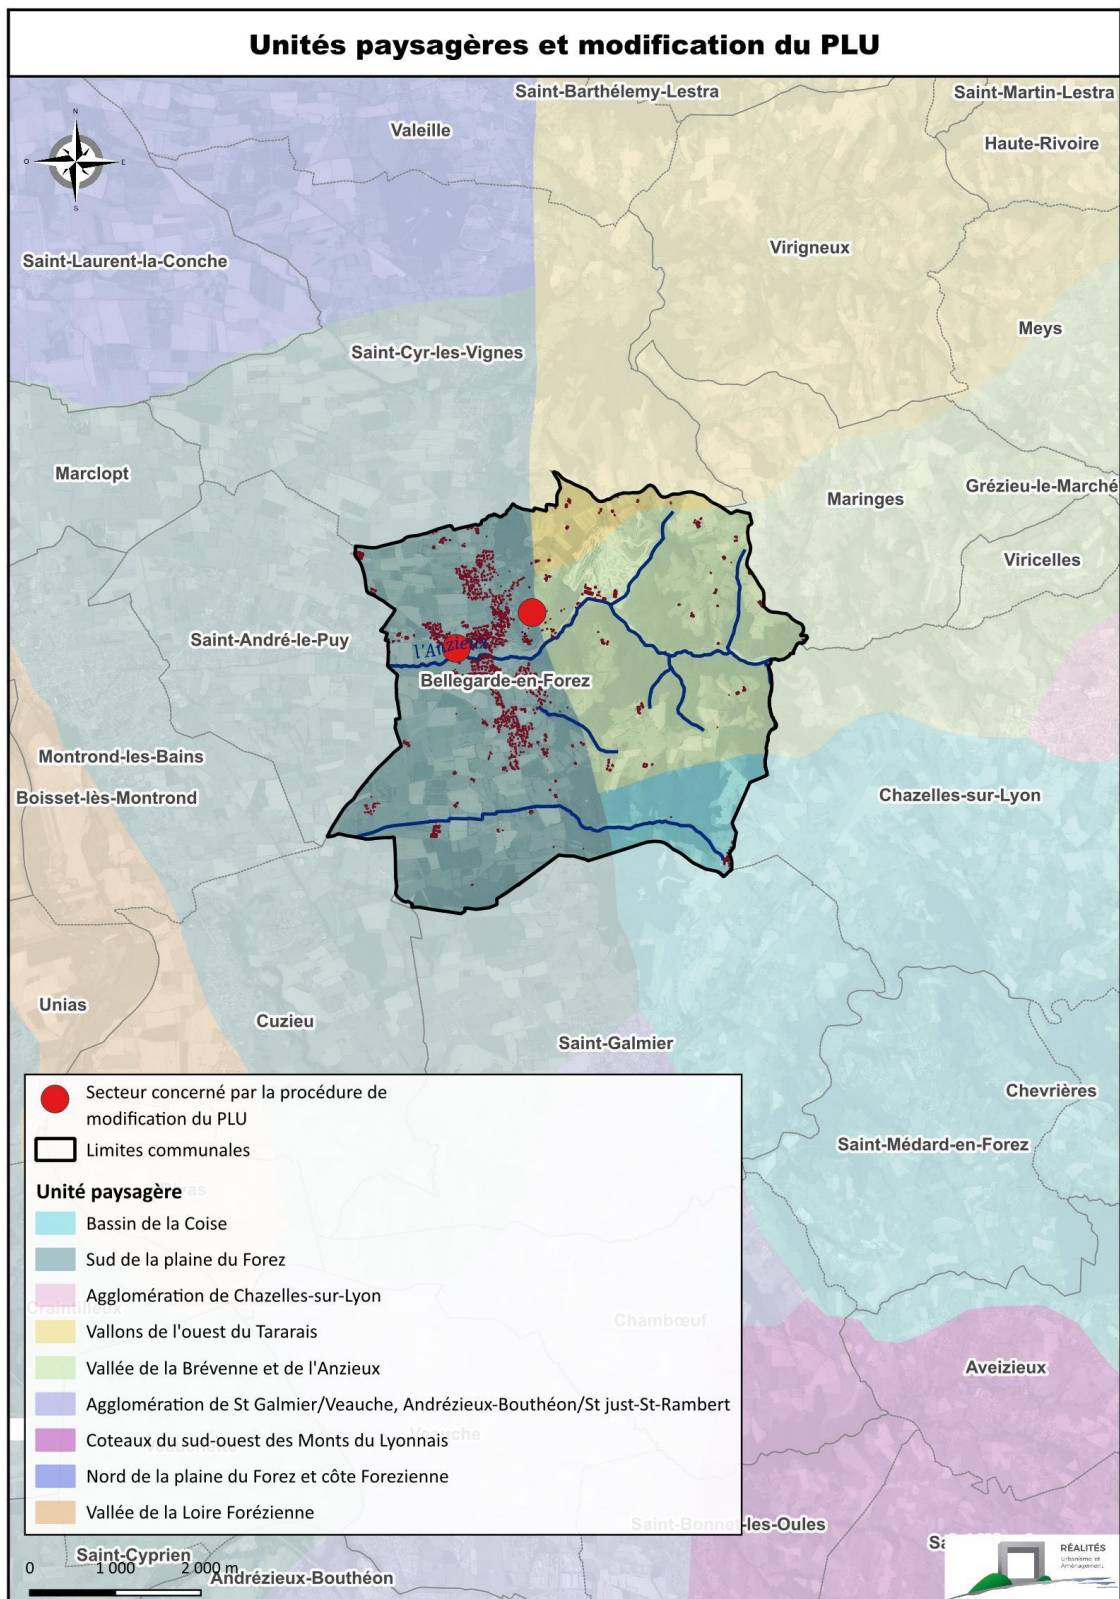 Unités paysagères et modification du PLU
Saint-Barthélemy-Lestra
Saint-Martin-Lestra
Valeille
Haute-Rivoire
N
O
E
S
Virigneux
Saint-Laurent-la-Conche
Meys
Saint-Cyr-les-Vignes
Marclopt
Grézieu-le-Marché
Maringes
Viricelles
Saint-André-le-Puy
l'Anzieux
Bellegarde-en-Forez
Montrond-les-Bains
Boisset-lès-Montrond
Chazelles-sur-Lyon
Unias
Cuzieu
Saint-Galmier
Chevrières
Saint-Médard-en-Forez
Secteur concerné par la procédure de
modification du PLU
Limites communales
Unité paysagère
Bassin de la Coise
Sud de la plaine du Forez
Agglomération de Chazelles-sur-Lyon
Craintilleux
Chambœuf
Vallons de l'ouest du Tararais
Vallée de la Brévenne et de l'Anzieux
Aveizieux
Agglomération de St Galmier/Veauche, Andrézieux-Bouthéon/St just-St-Rambert
Veauche
Coteaux du sud-ouest des Monts du Lyonnais
Nord de la plaine du Forez et côte Forezienne
Vallée de la Loire Forézienne
Saint-Bonnet-les-Oules
Saint-Cyprien
Andrézieux-Bouthéon
0 1 000 2 000 m
RÉALITÉS
Urbanisme et
Aménagement